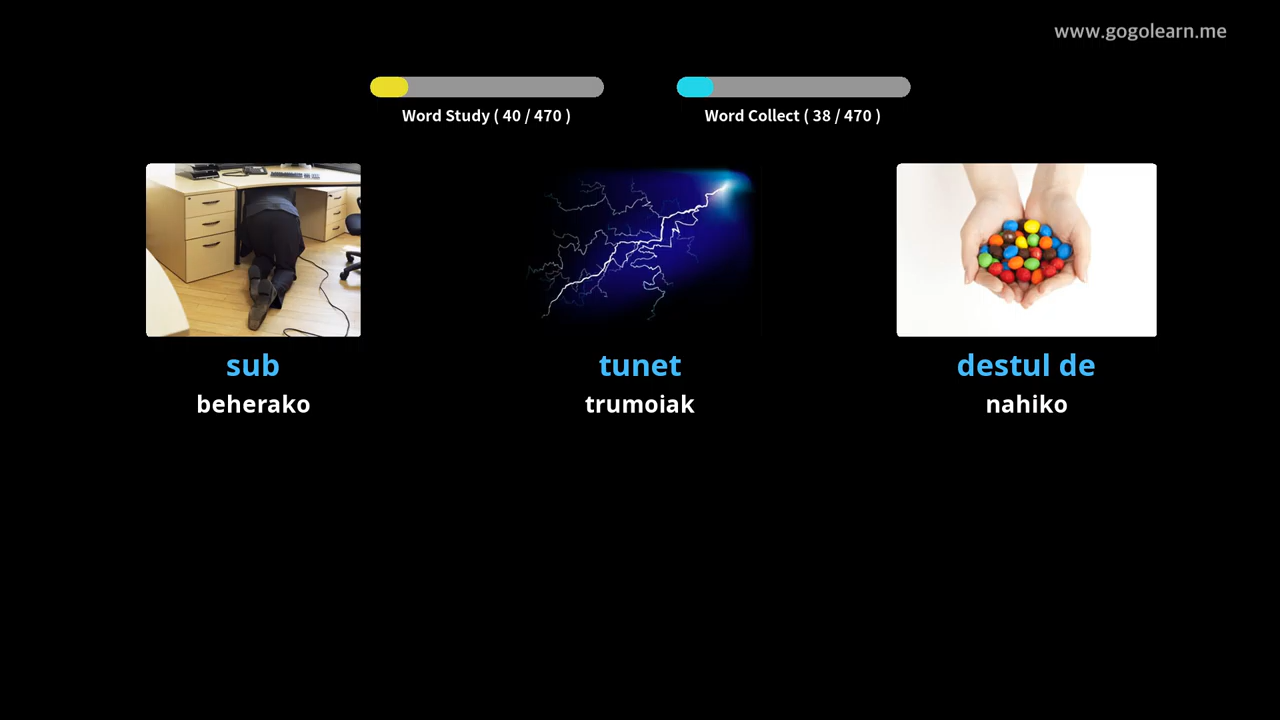 www.gogolearn.me
Word Study ( 40 / 470 )
Word Collect ( 38 / 470 )
sub
beherako
tunet
trumoiak
destul de
nahiko